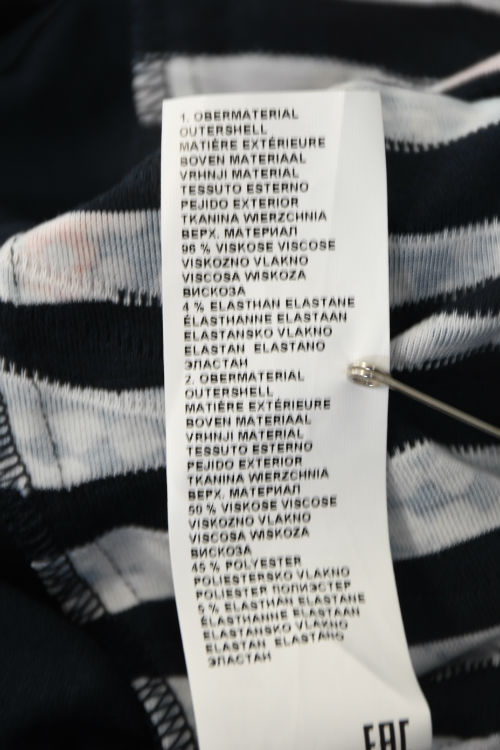 1. OBERMATERIAL
OUTERSHELL
MATIÈRE EXTÉRIEURE
BOVEN MATERIAAL
VRHNJI MATERIAL
TESSUTO ESTERNO
PEJIDO EXTERIOR
TKANINA WIERZCHNIA
ВЕРХ. МАТЕРИАЛ
96 % VISKOSE VISCOSE
VISKOZNO VLAKNO
VISCOSA WISKOZA
ВИСКОЗА
4 % ELASTHAN ELASTANE
ÉLASTHANNE ELASTAAN
ELASTANSKO VLAKNO
ELASTAN ELASTANO
ЭЛАСТАН
2. OBERMATERIAL
OUTERSHELL
MATIÈRE EXTÉRIEURE
BOVEN MATERIAAL
VRHNJI MATERIAL
TESSUTO ESTERNO
PEJIDO EXTERIOR
TKANINA WIERZCHNIA
ВЕРХ. МАТЕРИАЛ
50 % VISKOSE VISCOSE
VISKOZNO VLAKNO
VISCOSA WISKOZA
ВИСКОЗА
45 % POLYESTER
POLIESTERSKO VLAKNO
POLIESTER ПОЛИЭСТЕР
5 % ELASTHAN ELASTANE
ÉLASTHANNE ELASTAAN
ELASTANSKO VLAKNO
ELASTAN ELASTANO
ЭЛАСТАН
EAC